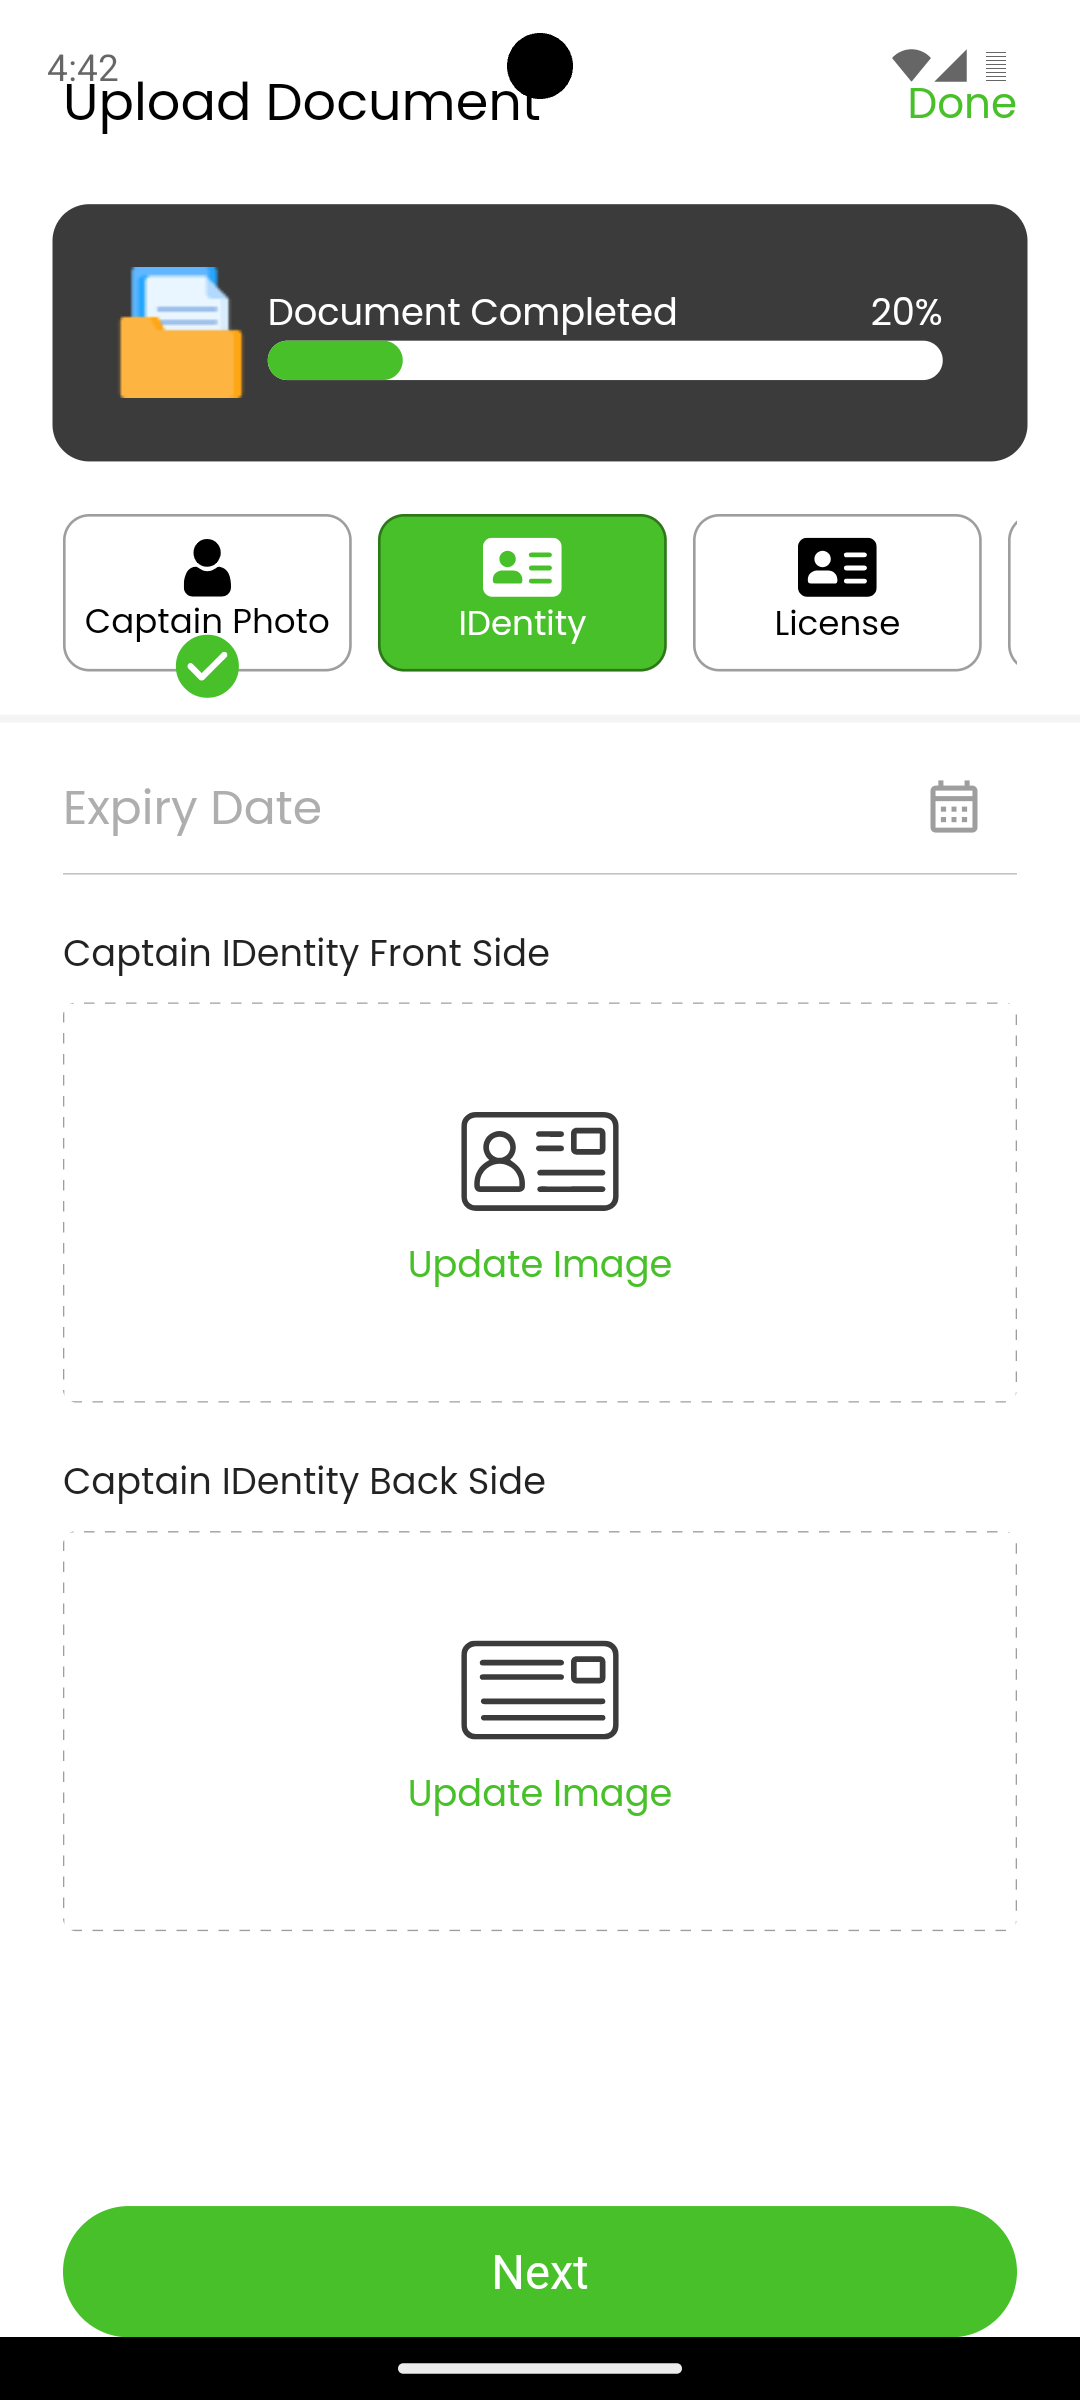 4:42
Upload Document
Done
Document Completed 20%
Captain Photo
IDentity
License
Expiry Date
Captain IDentity Front Side
Update Image
Captain IDentity Back Side
Update Image
Next